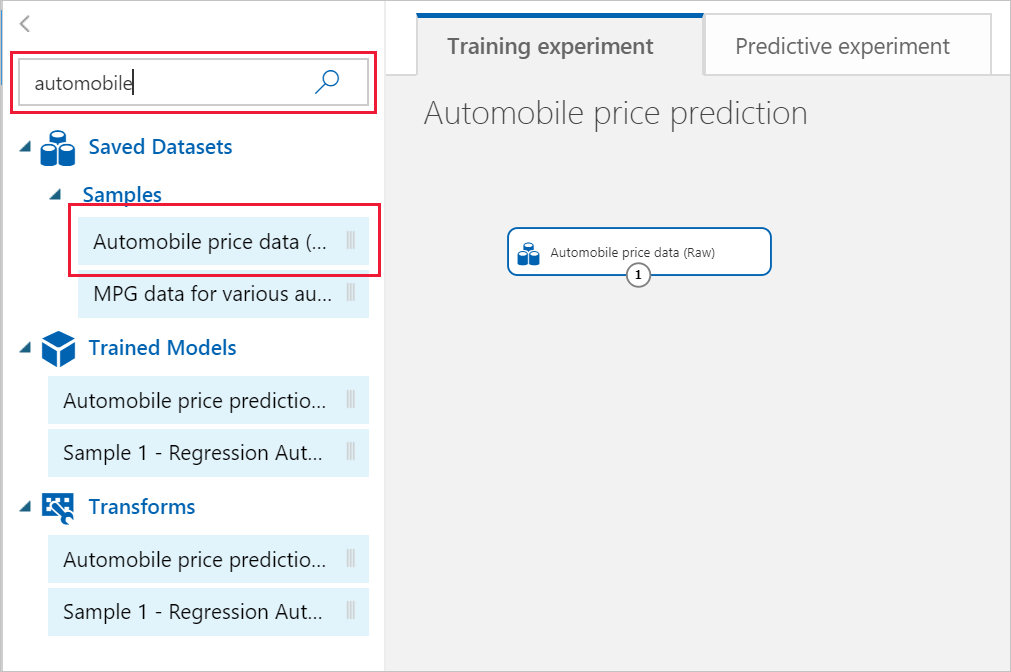 automobile
Saved Datasets
Samples
Automobile price data (...
MPG data for various au...
Trained Models
Automobile price predictio...
Sample 1 - Regression Aut...
Transforms
Automobile price predictio...
Sample 1 - Regression Aut...
Training experiment
Predictive experiment
Automobile price prediction
Automobile price data (Raw)
1